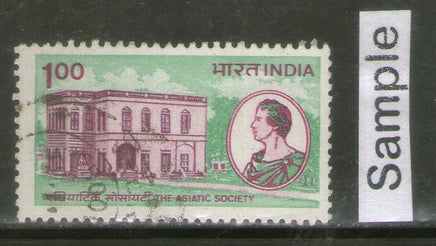 1.00 भारत INDIA
एशियाटिक सोसायटी THE ASIATIC SOCIETY
Sample